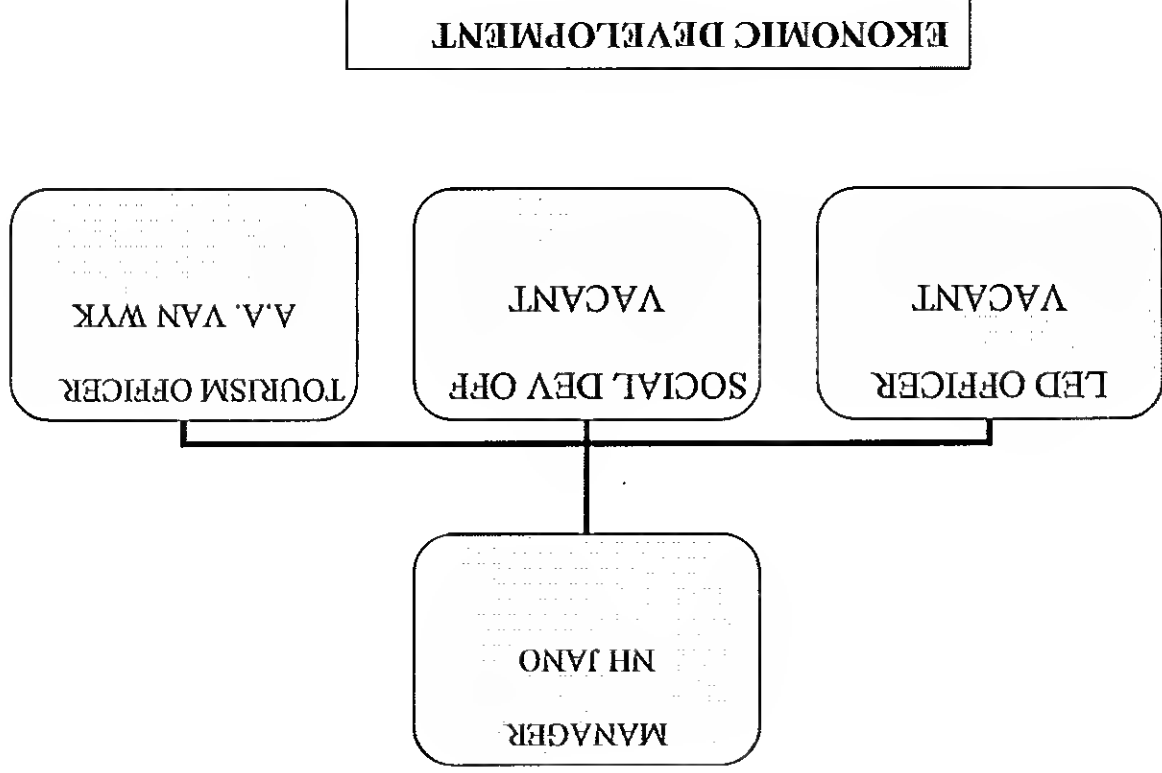 MANAGER
NH JANO
LED OFFICER
VACANT
SOCIAL DEV OFF
VACANT
TOURISM OFFICER
A.A. VAN WYK
EKONOMIC DEVELOPMENT